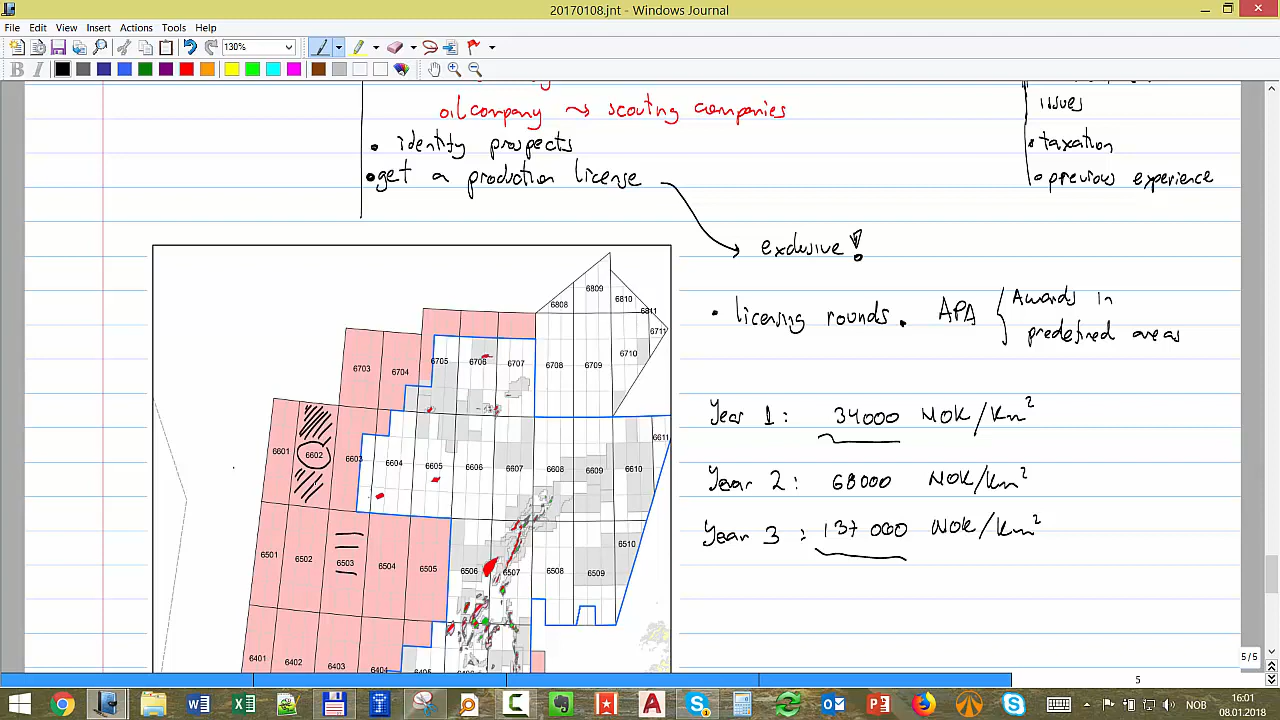 20170108.jnt - Windows Journal
File Edit View Insert Actions Tools Help
130%
oil company ⤳ scouting companies
• identify prospects
• get a production license
issues
• taxation
• previous experience
exclusive!
• licensing rounds. APA { Awards in
predefined areas
Year 1: 34000 NOK/Km²
Year 2: 68000 NOK/Km²
Year 3: 137 000 NOK/Km²
6808 6809 6810 6811
6703 6704 6705 6706 6707 6708 6709 6710 6711
6601 6602 6603 6604 6605 6606 6607 6608 6609 6610 6611
6501 6502 6503 6504 6505 6506 6507 6508 6509 6510
6401 6402 6403 6404 6405
5/5
5
NOB
16:01
08.01.2018